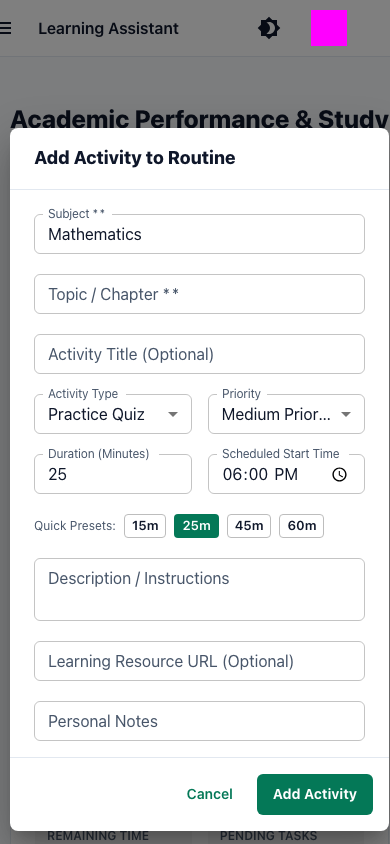 Learning Assistant
Academic Performance & Study
Add Activity to Routine
Subject **
Mathematics
Topic / Chapter **
Activity Title (Optional)
Activity Type
Priority
Practice Quiz
Medium Prior...
Duration (Minutes)
Scheduled Start Time
25
06:00 PM
Quick Presets: 15m 25m 45m 60m
Description / Instructions
Learning Resource URL (Optional)
Personal Notes
Cancel
Add Activity
REMAINING TIME
PENDING TASKS